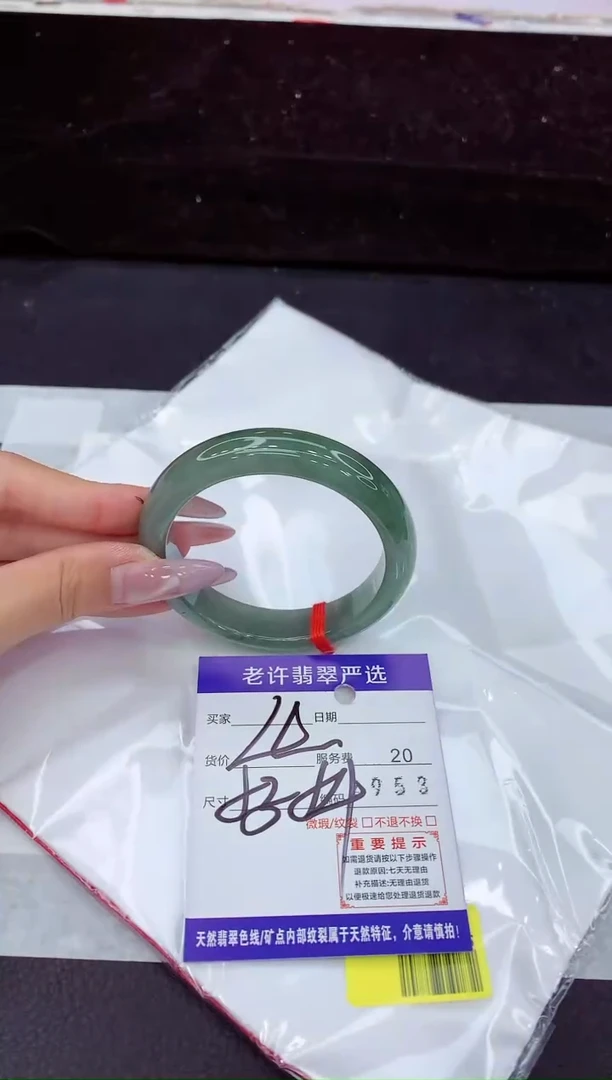 老许翡翠严选
买家 日期
货价 服务费 20
尺寸 编码 953
微瑕/纹裂 □ 不退不换 □
重要提示
如需退货请按以下步骤操作
退款原因:七天无理由
补充描述:无理由退货
以便极速给您处理退货退款
天然翡翠色线/矿点内部纹裂属于天然特征，介意请慎拍!